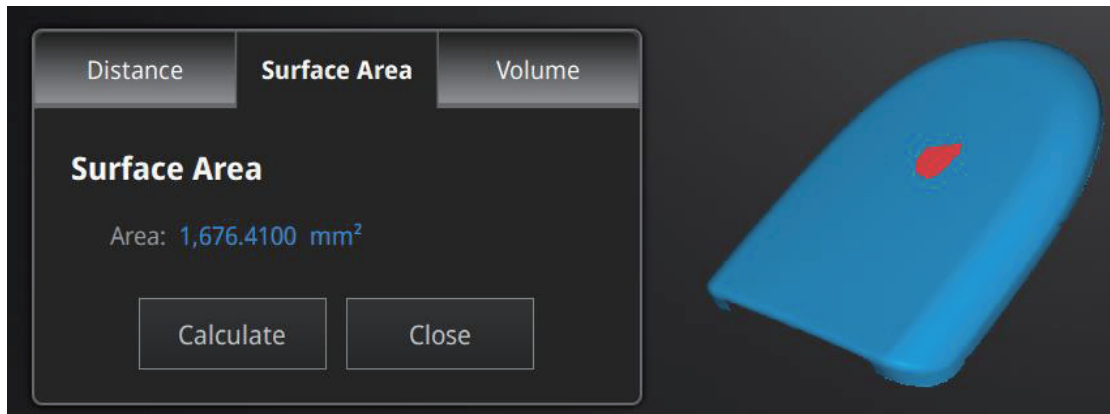 Distance Surface Area Volume
Surface Area
Area: 1,676.4100 mm²
Calculate Close